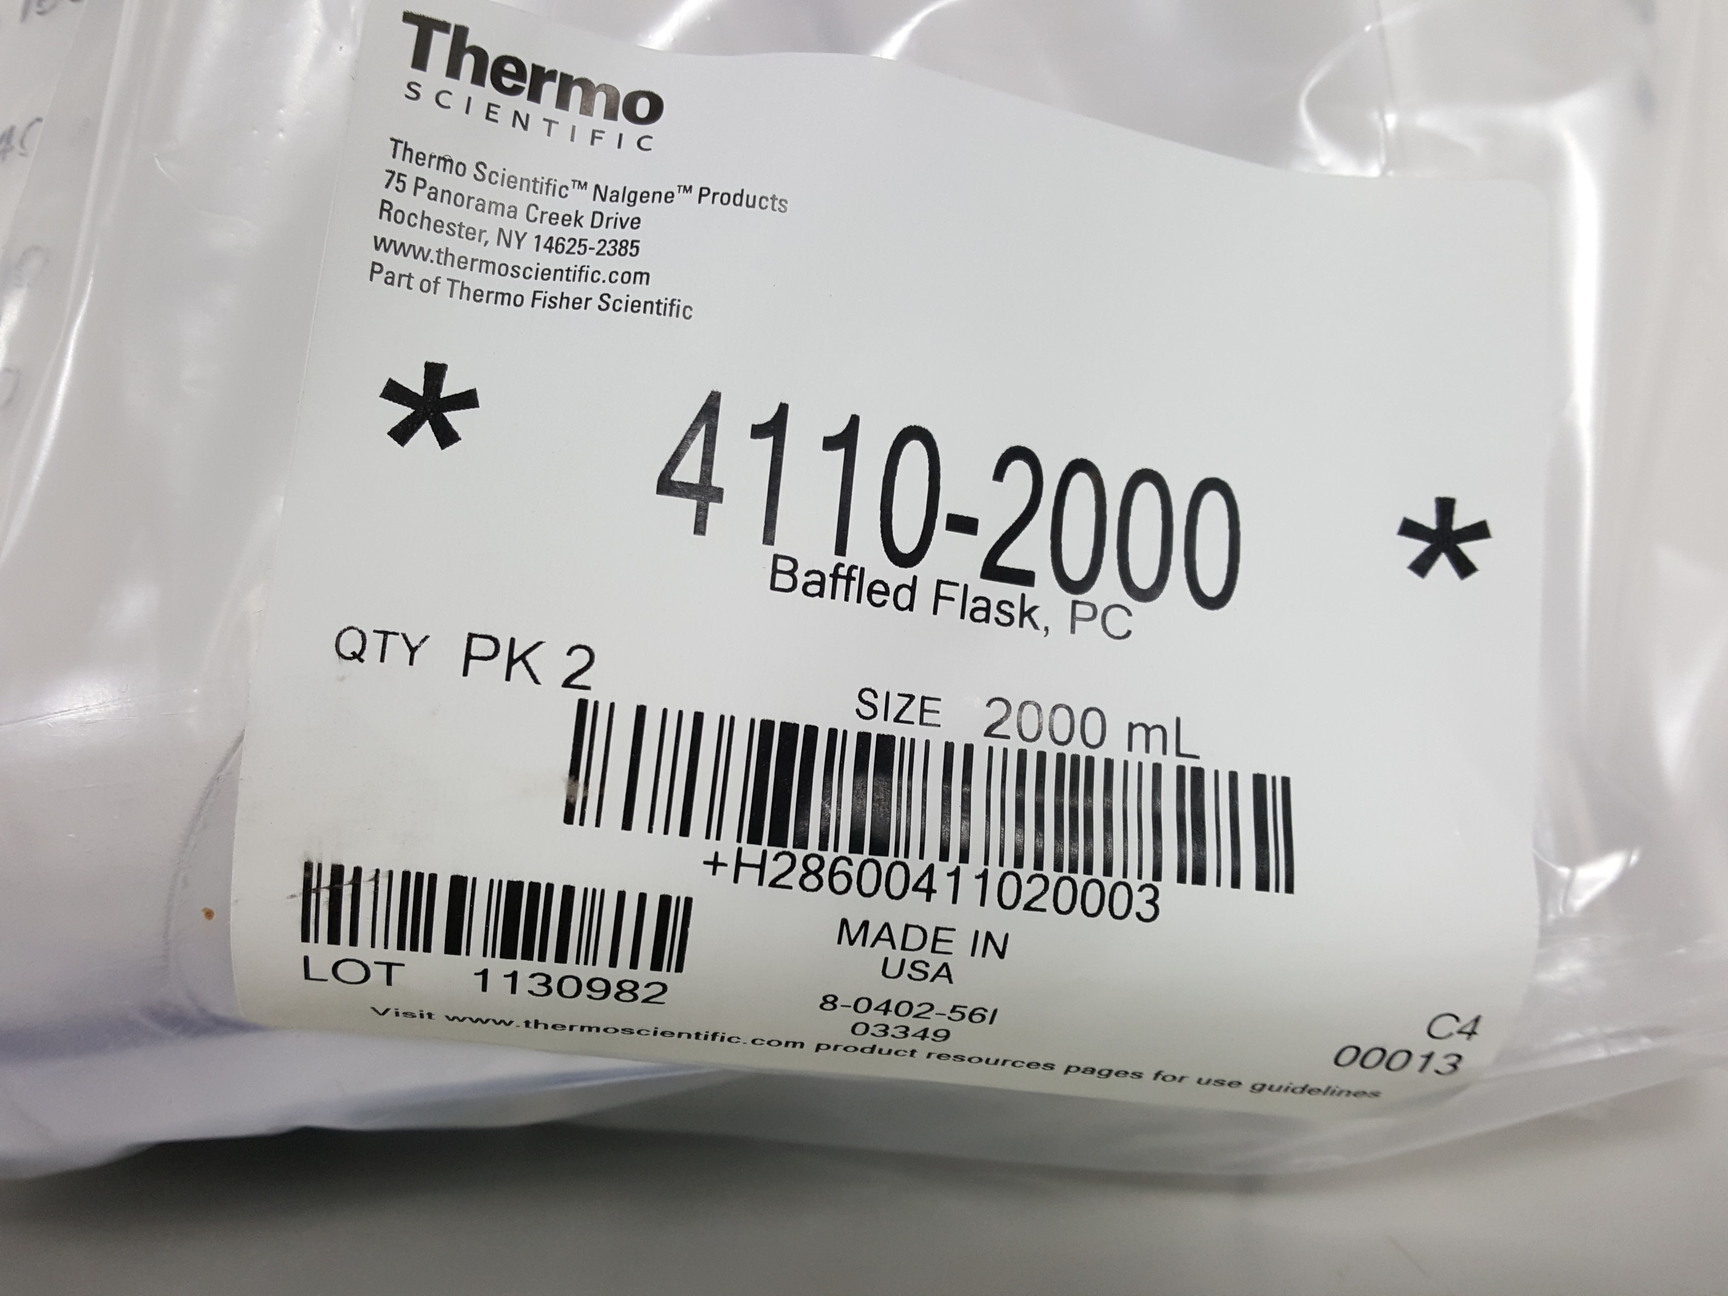 Thermo
SCIENTIFIC
Thermo Scientific™ Nalgene™ Products
75 Panorama Creek Drive
Rochester, NY 14625-2385
www.thermoscientific.com
Part of Thermo Fisher Scientific
* 4110-2000 *
Baffled Flask, PC
QTY PK 2
SIZE 2000 mL
+H28600411020003
LOT 1130982
MADE IN
USA
8-0402-56I
03349
C4
00013
Visit www.thermoscientific.com product resources pages for use guidelines